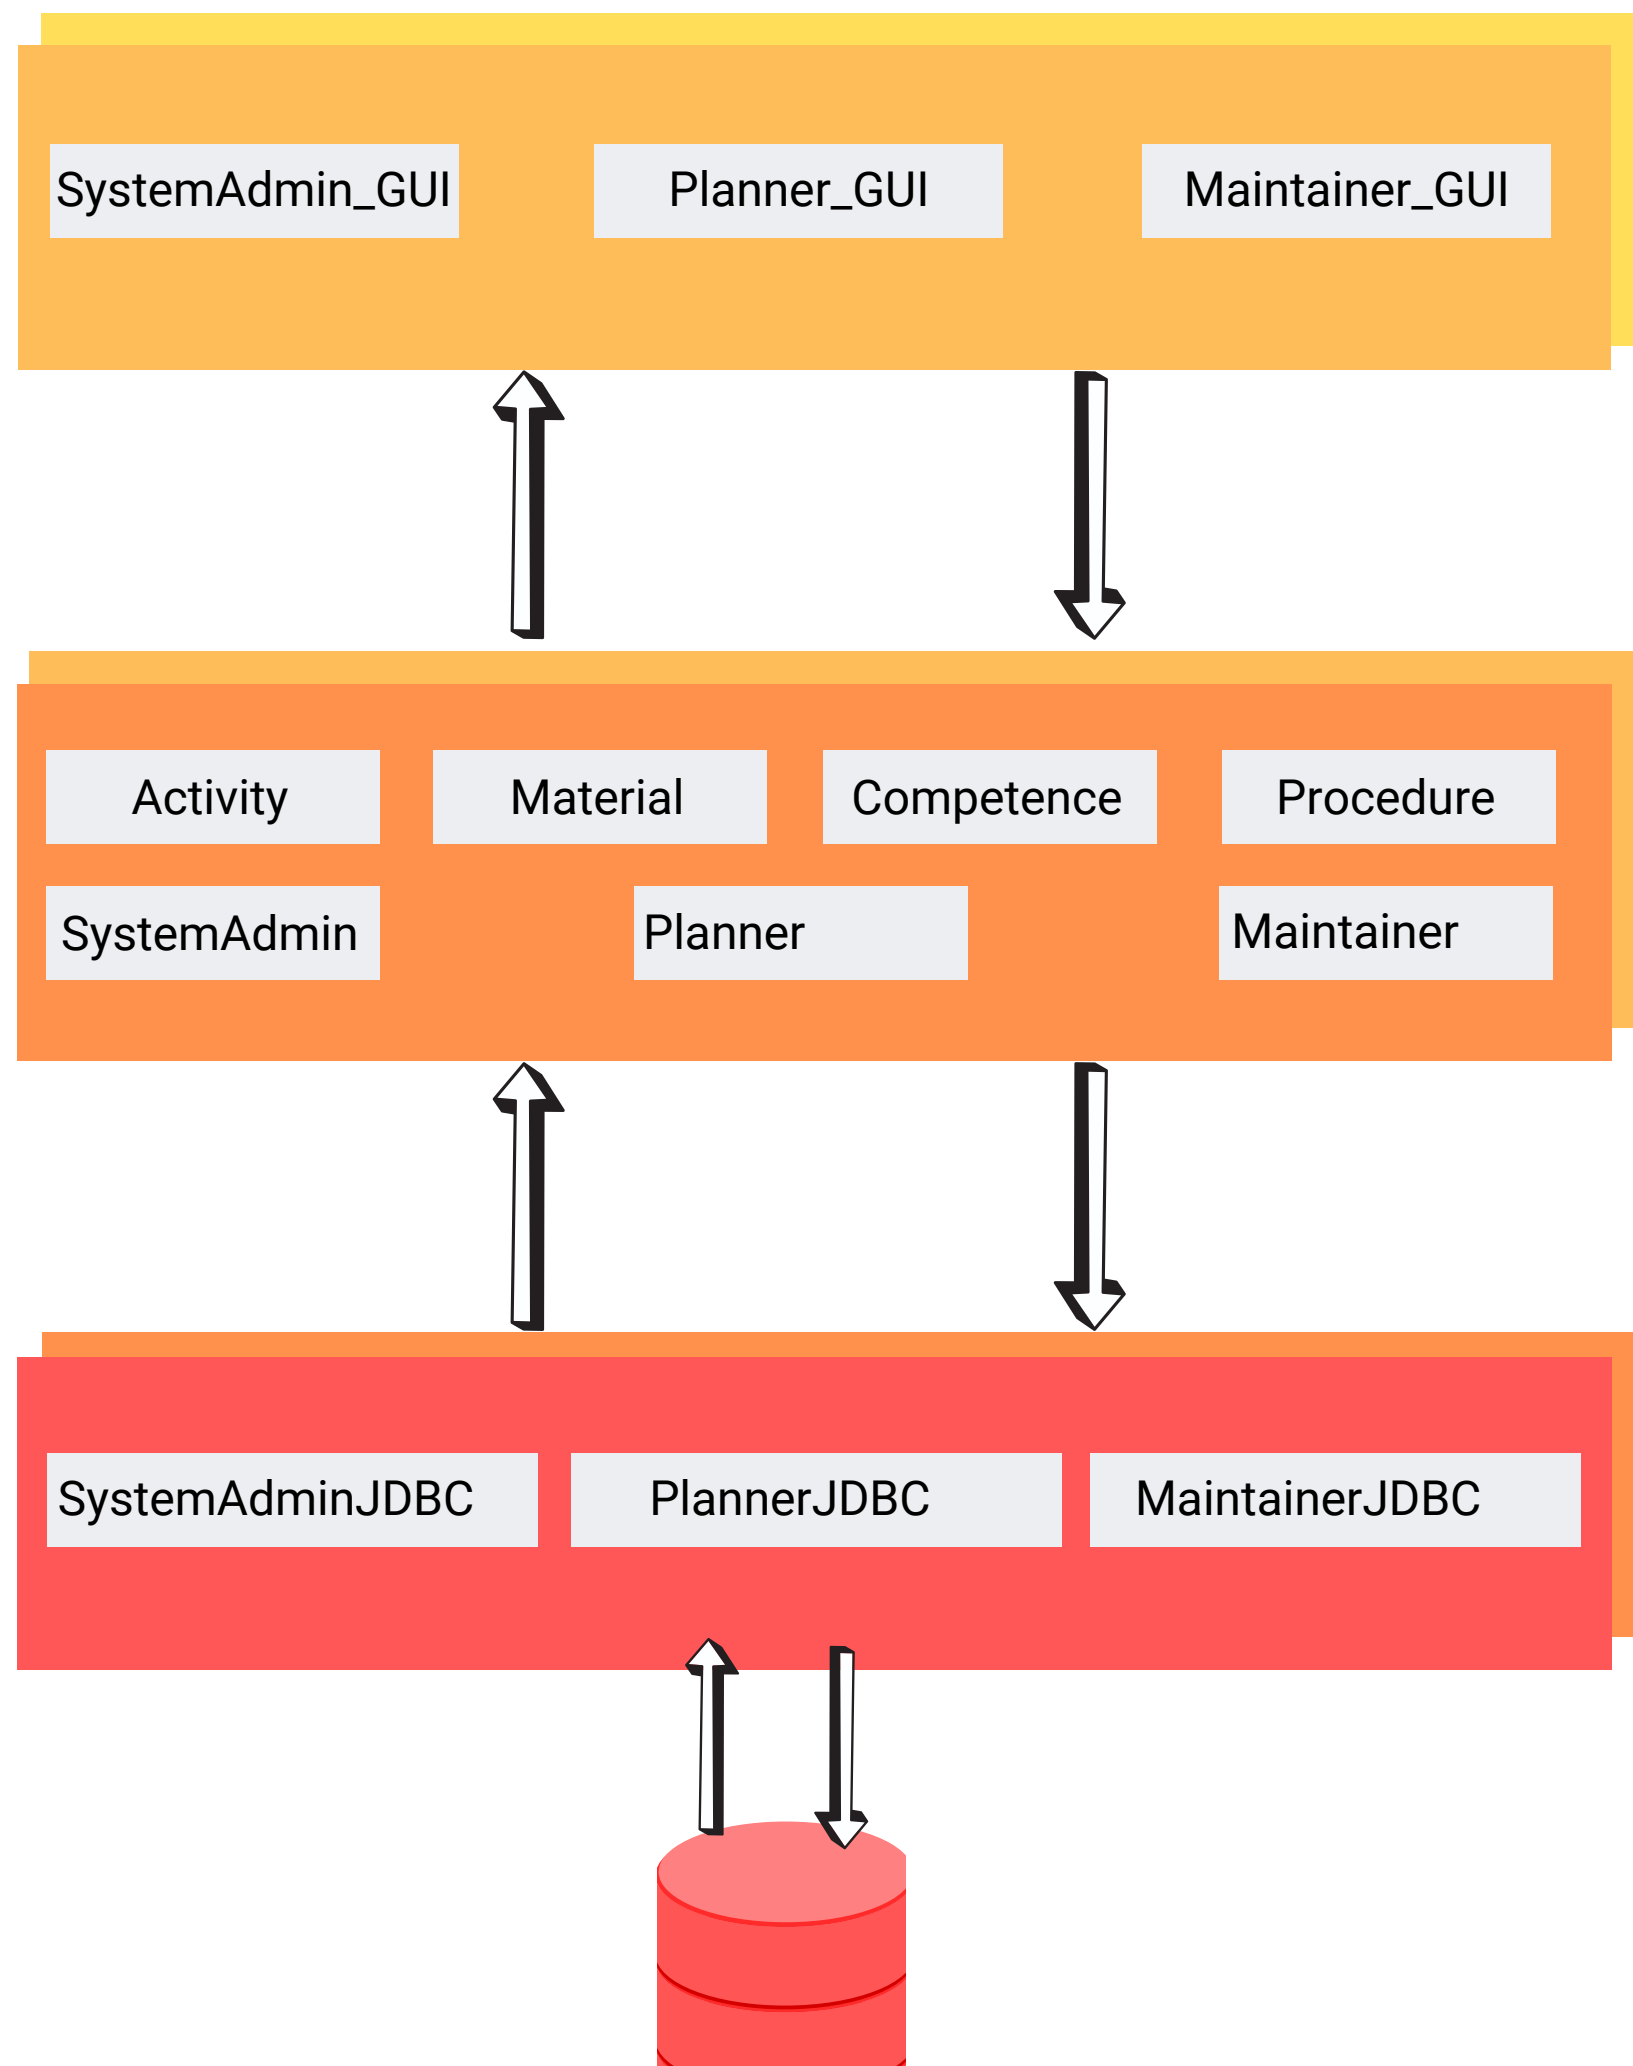 SystemAdmin_GUI
Planner_GUI
Maintainer_GUI
Activity
Material
Competence
Procedure
SystemAdmin
Planner
Maintainer
SystemAdminJDBC
PlannerJDBC
MaintainerJDBC